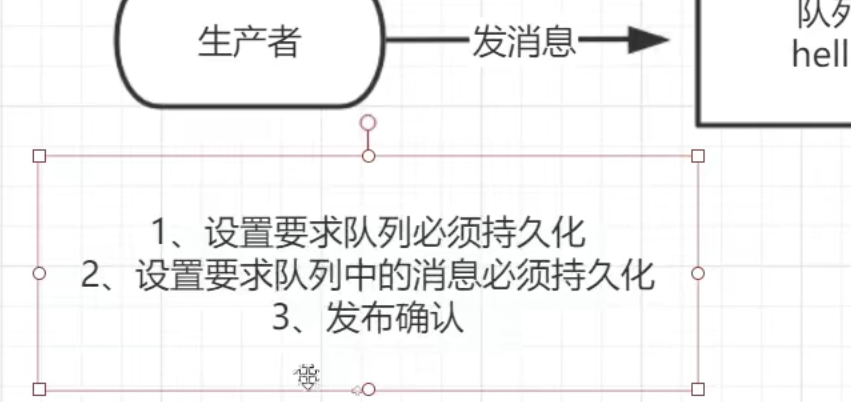 生产者
发消息
hell
1、设置要求队列必须持久化
2、设置要求队列中的消息必须持久化
3、发布确认